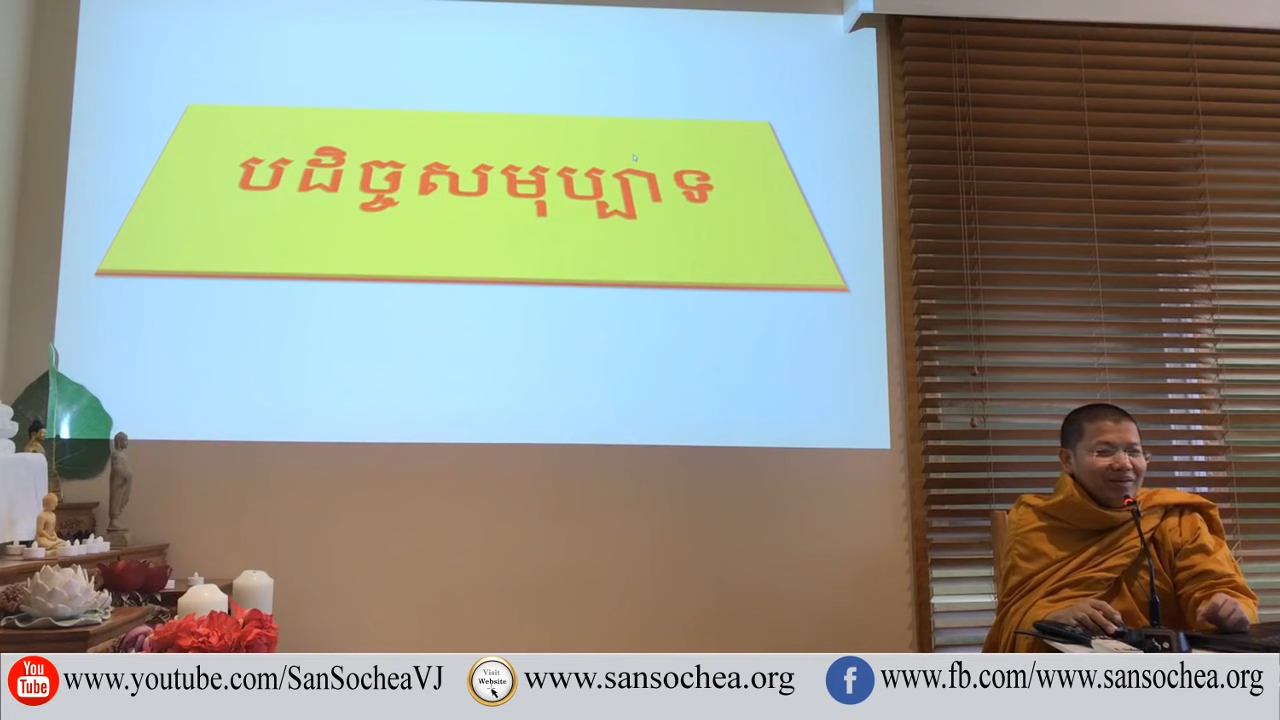 បដិច្ចសមុប្បាទ
You
Tube
www.youtube.com/SanSocheaVJ
Visit
Website
www.sansochea.org
f
www.fb.com/www.sansochea.org